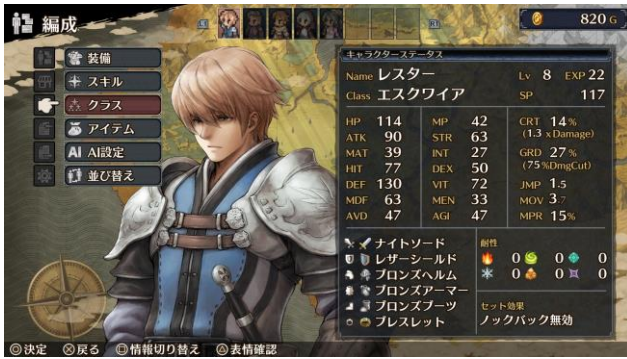 編成
L1
R1
820 G
装備
スキル
クラス
アイテム
AI AI設定
並び替え
キャラクターステータス
Name レスター Lv 8 EXP 22
Class エスクワイア SP 117
HP 114 MP 42 CRT 14%
ATK 90 STR 63 (1.3 xDamage)
MAT 39 INT 27 GRD 27%
HIT 77 DEX 50 (75%DmgCut)
DEF 130 VIT 72 JMP 1.5
MDF 63 MEN 33 MOV 3.7
AVD 47 AGI 47 MPR 15%
ナイトソード
レザーシールド
ブロンズヘルム
ブロンズアーマー
ブロンズブーツ
ブレスレット
耐性
0 0 0
0 0 0
セット効果
ノックバック無効
決定 戻る 情報切り替え 表情確認